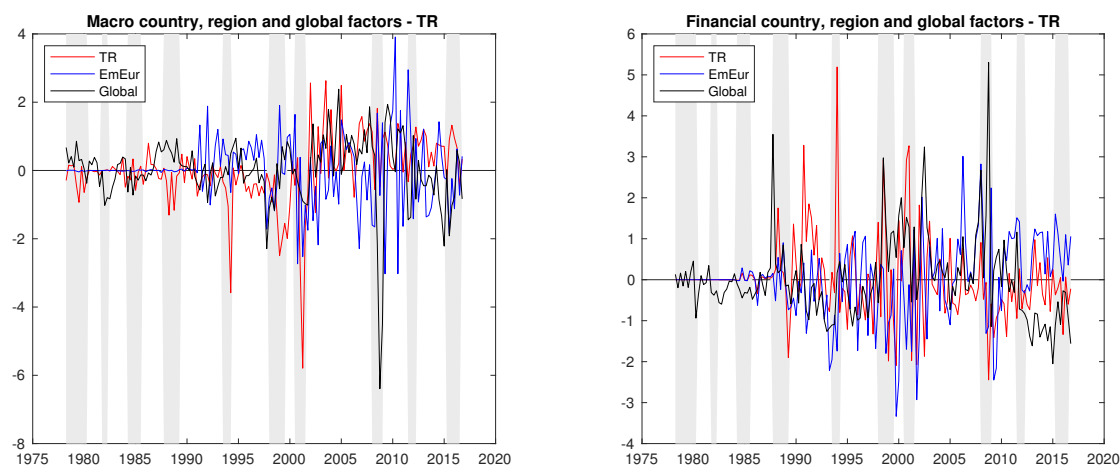 Macro country, region and global factors - TR
4
2
0
-2
-4
-6
-8
TR
EmEur
Global
1975 1980 1985 1990 1995 2000 2005 2010 2015 2020
Financial country, region and global factors - TR
6
5
4
3
2
1
0
-1
-2
-3
-4
TR
EmEur
Global
1975 1980 1985 1990 1995 2000 2005 2010 2015 2020